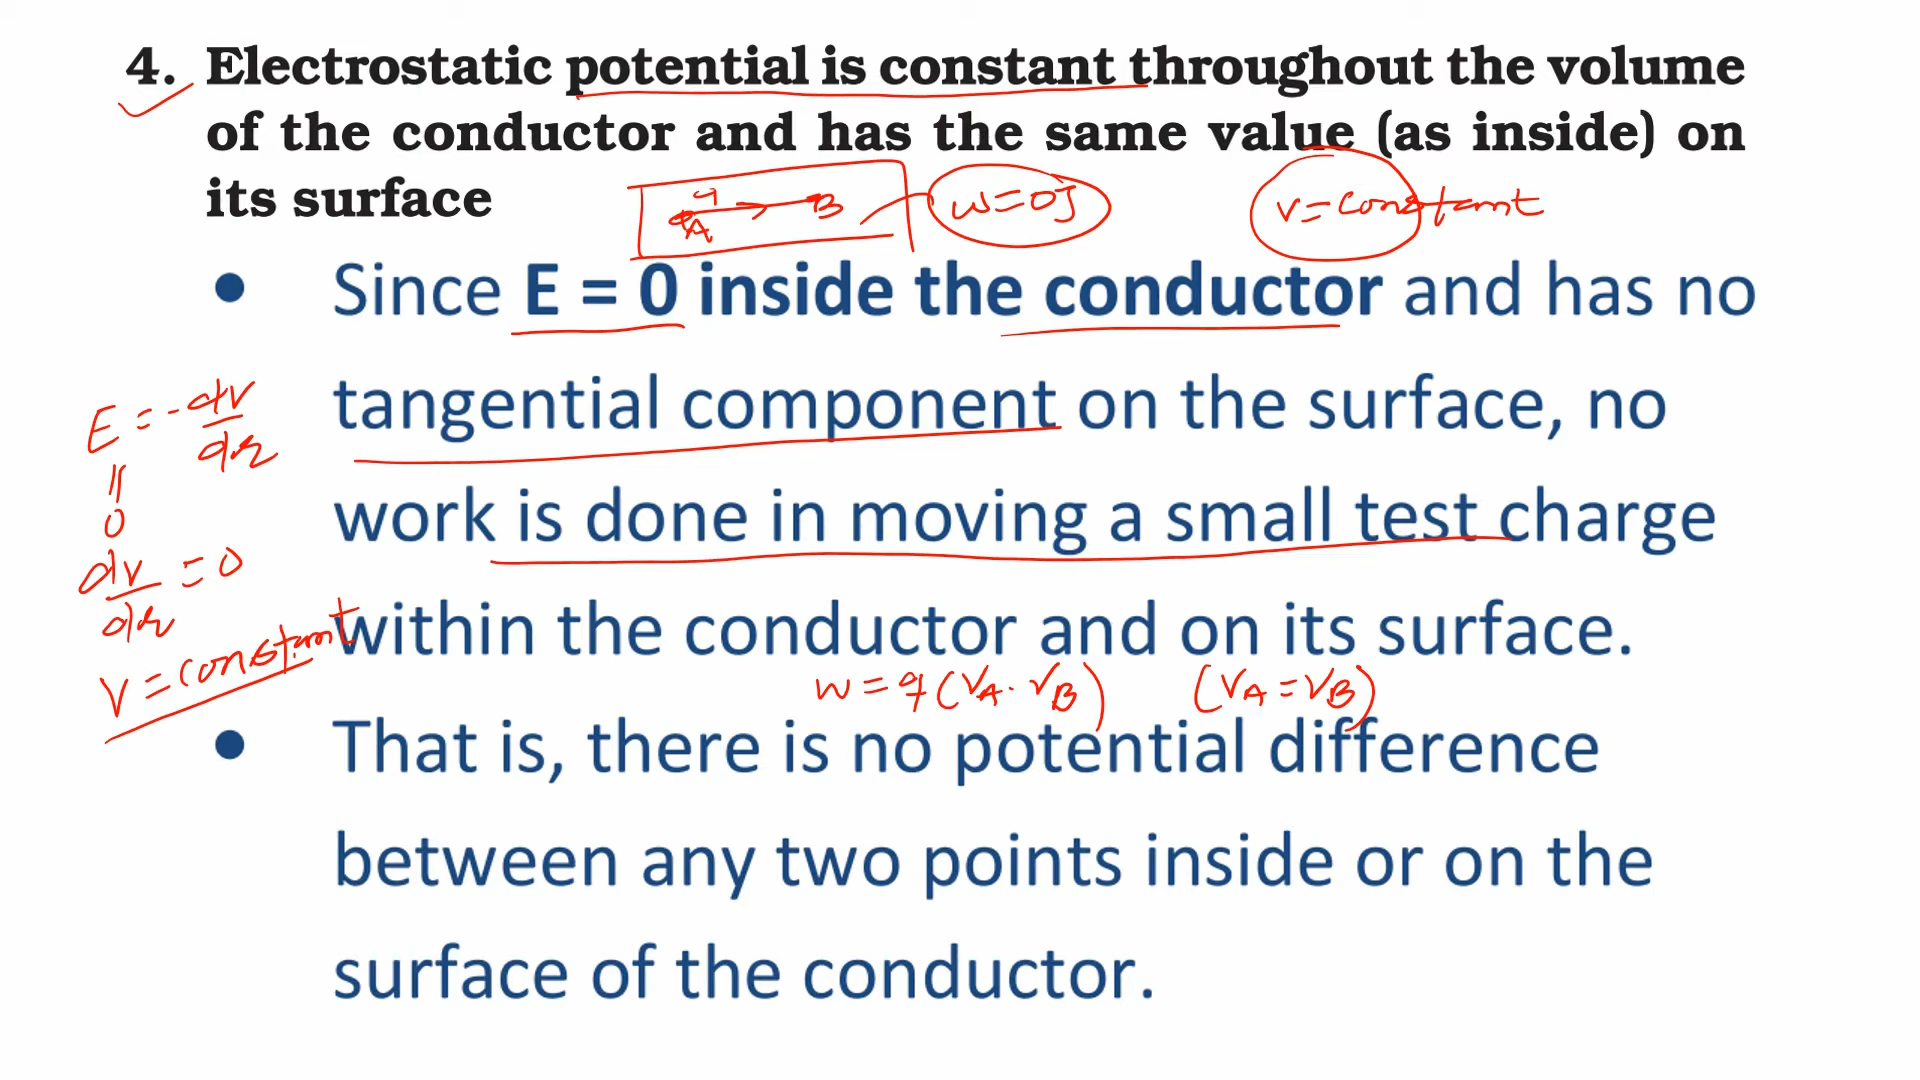 4. Electrostatic potential is constant throughout the volume
of the conductor and has the same value (as inside) on
its surface
q
A B
W=0J
V=constant
• Since E = 0 inside the conductor and has no
tangential component on the surface, no
work is done in moving a small test charge
within the conductor and on its surface.
E = - dV/dr
||
0
dV/dr = 0
V = constant
W = q (VA - VB) (VA = VB)
• That is, there is no potential difference
between any two points inside or on the
surface of the conductor.